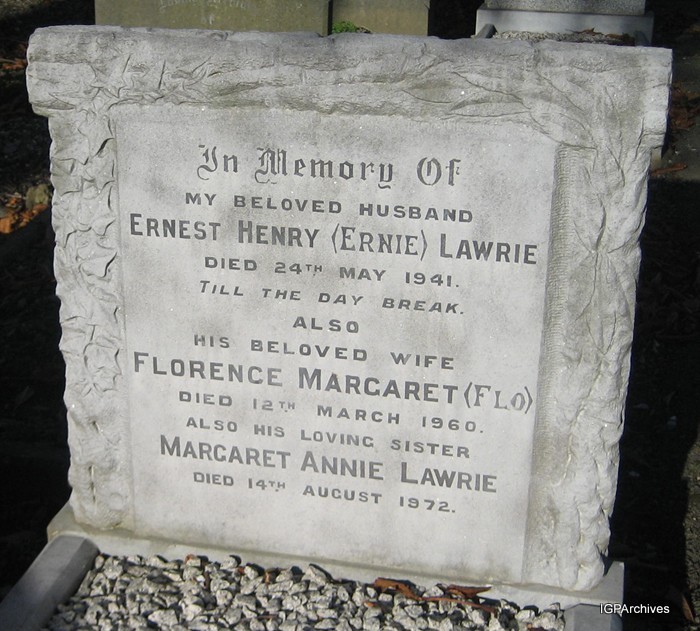 In Memory Of
MY BELOVED HUSBAND
ERNEST HENRY (ERNIE) LAWRIE
DIED 24TH MAY 1941.
TILL THE DAY BREAK.
ALSO
HIS BELOVED WIFE
FLORENCE MARGARET (FLO)
DIED 12TH MARCH 1960.
ALSO HIS LOVING SISTER
MARGARET ANNIE LAWRIE
DIED 14TH AUGUST 1972.
IGPArchives